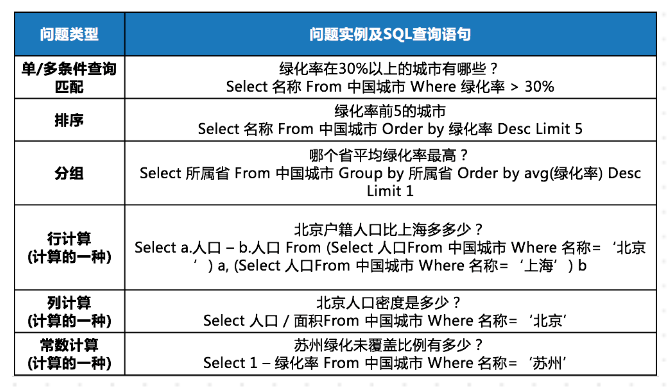 问题类型
问题实例及SQL查询语句
单/多条件查询
匹配
绿化率在30%以上的城市有哪些？
Select 名称 From 中国城市 Where 绿化率 > 30%
排序
绿化率前5的城市
Select 名称 From 中国城市 Order by 绿化率 Desc Limit 5
分组
哪个省平均绿化率最高？
Select 所属省 From 中国城市 Group by 所属省 Order by avg(绿化率) Desc
Limit 1
行计算
(计算的一种)
北京户籍人口比上海多多少？
Select a.人口 – b.人口 From (Select 人口From 中国城市 Where 名称=‘北京
’) a, (Select 人口From 中国城市 Where 名称=‘上海’) b
列计算
(计算的一种)
北京人口密度是多少？
Select 人口 / 面积From 中国城市 Where 名称=‘北京‘
常数计算
(计算的一种)
苏州绿化未覆盖比例有多少？
Select 1 – 绿化率 From 中国城市 Where 名称=‘苏州’